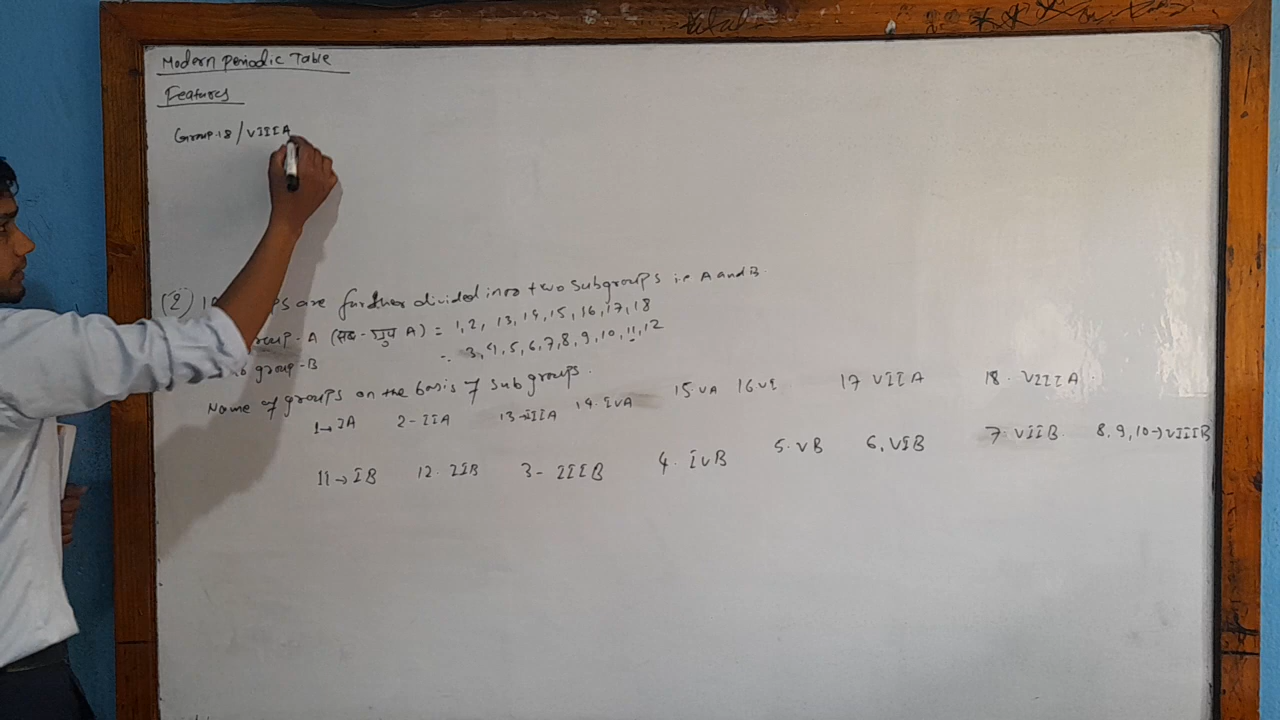 Modern Periodic Table
Features
Group.18/VIIIA
(2) are further divided into two subgroups i.e A and B.
group-A (सब-ग्रुप A) = 1,2, 13,14,15,16,17,18
group-B = 3,4,5,6,7,8,9,10,11,12
Name of groups on the basis of sub groups.
1→IA 2-IIA 13→IIIA 14.IVA 15.VA 16 VI 17 VIIA 18. VIIIA
11→IB 12. IIB 3- IIIB 4. IVB 5.VB 6,VIB 7. VIIB. 8,9,10→VIIIB